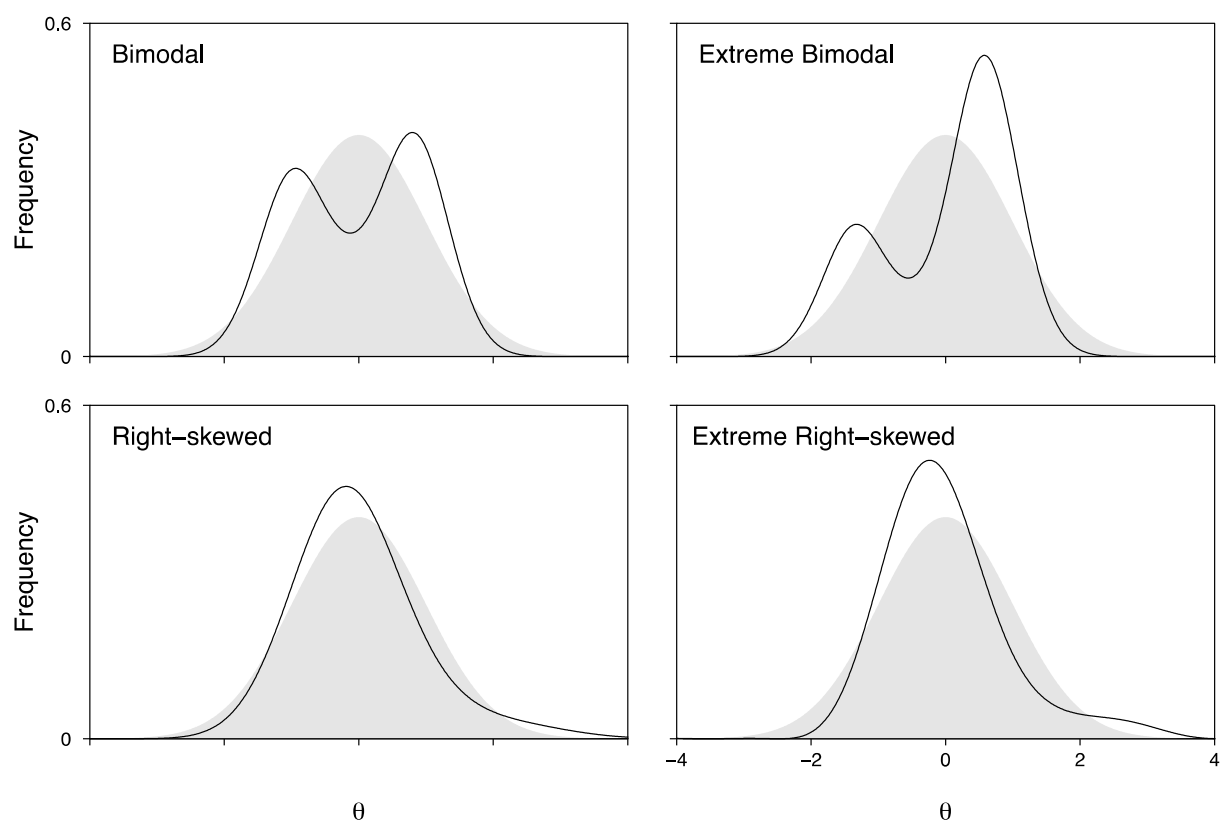 0.6
Bimodal
Extreme Bimodal
Frequency
0
0.6
Right−skewed
Extreme Right−skewed
Frequency
0
−4 −2 0 2 4
θ θ